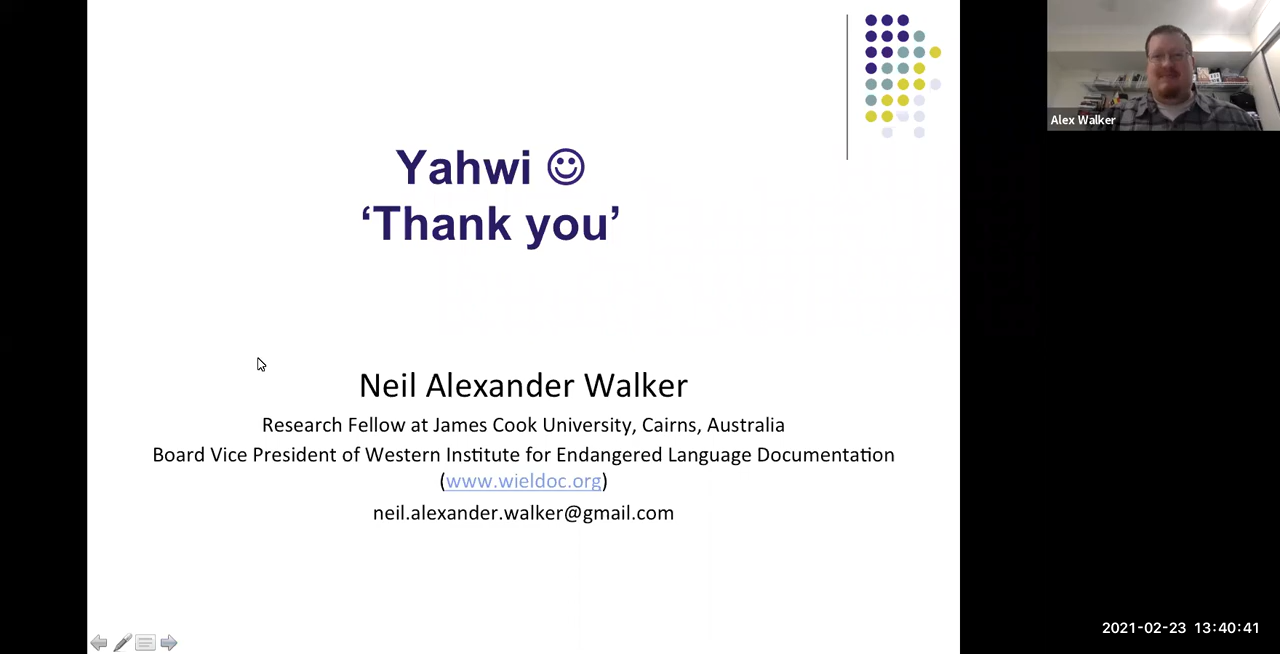 Yahwi ☺
‘Thank you’
Neil Alexander Walker
Research Fellow at James Cook University, Cairns, Australia
Board Vice President of Western Institute for Endangered Language Documentation
(www.wieldoc.org)
neil.alexander.walker@gmail.com
Alex Walker
2021-02-23 13:40:41